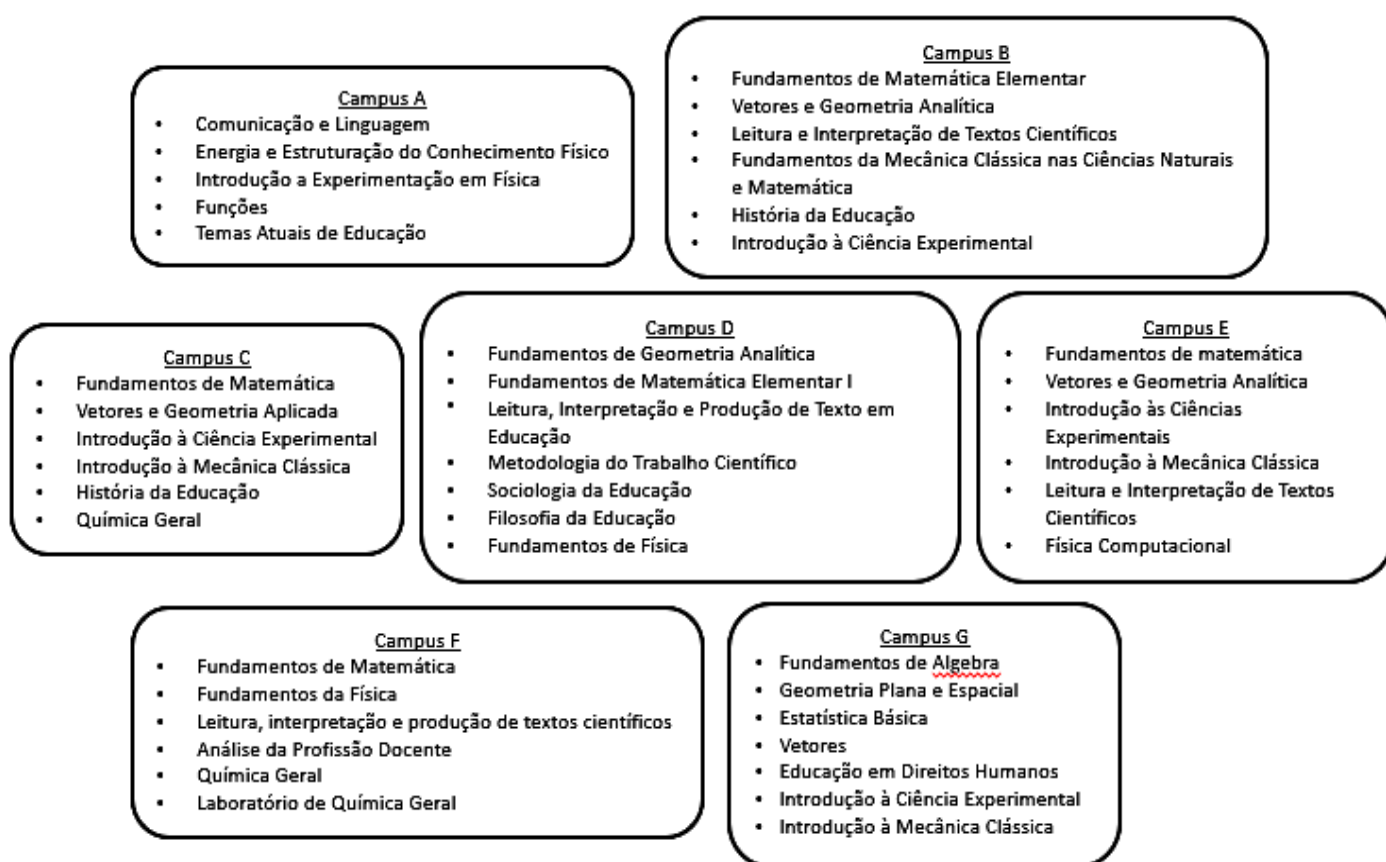 Campus A
• Comunicação e Linguagem
• Energia e Estruturação do Conhecimento Físico
• Introdução a Experimentação em Física
• Funções
• Temas Atuais de Educação
Campus B
• Fundamentos de Matemática Elementar
• Vetores e Geometria Analítica
• Leitura e Interpretação de Textos Científicos
• Fundamentos da Mecânica Clássica nas Ciências Naturais
e Matemática
• História da Educação
• Introdução à Ciência Experimental
Campus C
• Fundamentos de Matemática
• Vetores e Geometria Aplicada
• Introdução à Ciência Experimental
• Introdução à Mecânica Clássica
• História da Educação
• Química Geral
Campus D
• Fundamentos de Geometria Analítica
• Fundamentos de Matemática Elementar I
• Leitura, Interpretação e Produção de Texto em
Educação
• Metodologia do Trabalho Científico
• Sociologia da Educação
• Filosofia da Educação
• Fundamentos de Física
Campus E
• Fundamentos de matemática
• Vetores e Geometria Analítica
• Introdução às Ciências
Experimentais
• Introdução à Mecânica Clássica
• Leitura e Interpretação de Textos
Científicos
• Física Computacional
Campus F
• Fundamentos de Matemática
• Fundamentos da Física
• Leitura, interpretação e produção de textos científicos
• Análise da Profissão Docente
• Química Geral
• Laboratório de Química Geral
Campus G
• Fundamentos de Algebra
• Geometria Plana e Espacial
• Estatística Básica
• Vetores
• Educação em Direitos Humanos
• Introdução à Ciência Experimental
• Introdução à Mecânica Clássica